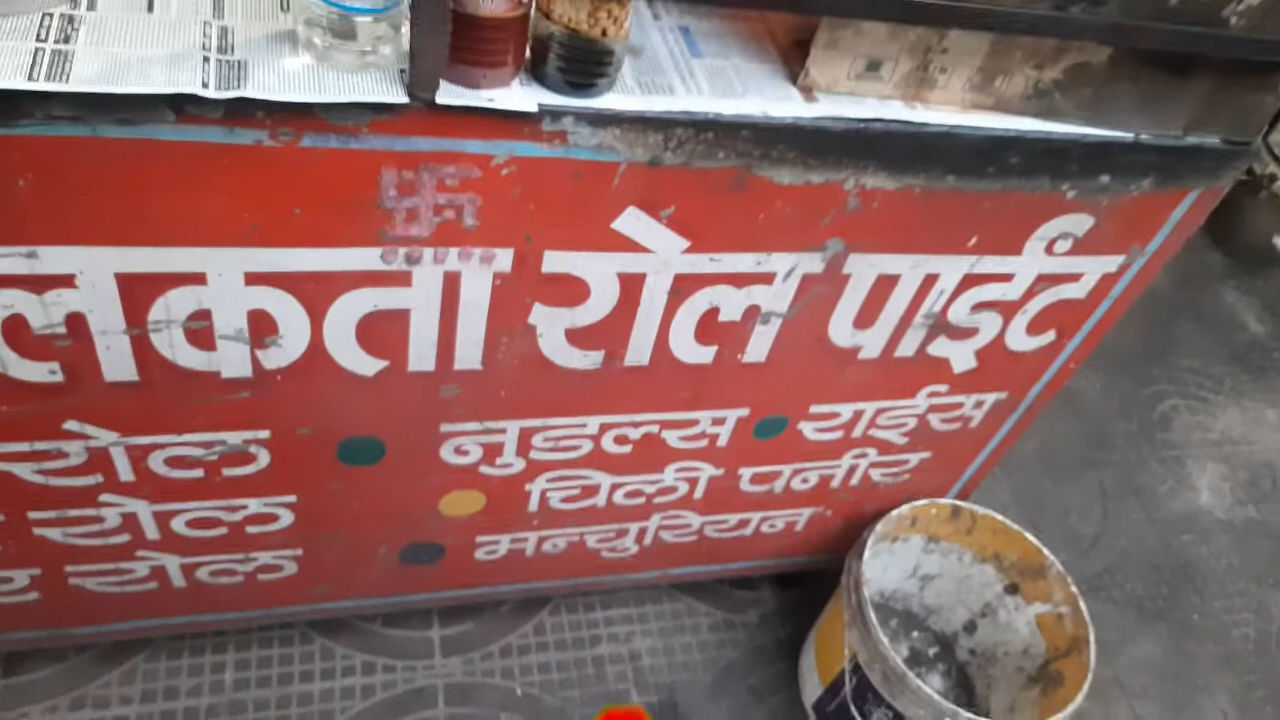 लकता रोल पाईंट
रोल • नुडल्स • राईस
रोल • चिली पनीर
र रोल • मन्चुरियन